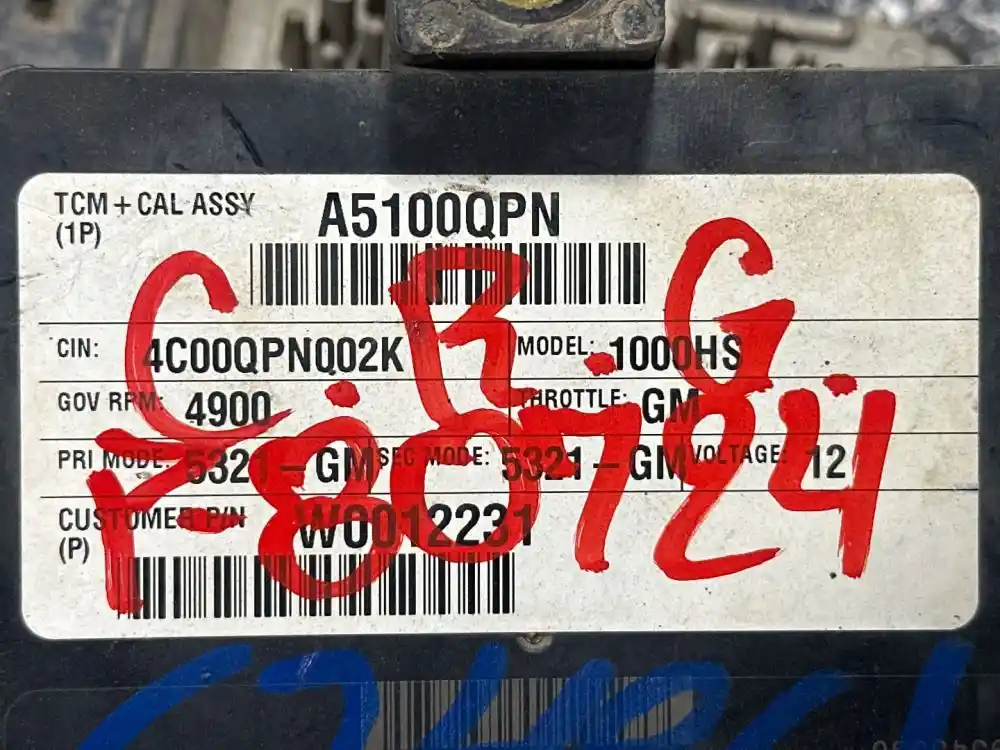 TCM + CAL ASSY A5100QPN
(1P)
C.R.G.
CIN: 4C00QPN002K MODEL: 1000HS
GOV RPM: 4900 THROTTLE: GM
F-80724
PRI MODE: 5321-GM SEC MODE: 5321-GM VOLTAGE: 12
CUSTOMER P/N W0012231
(P)